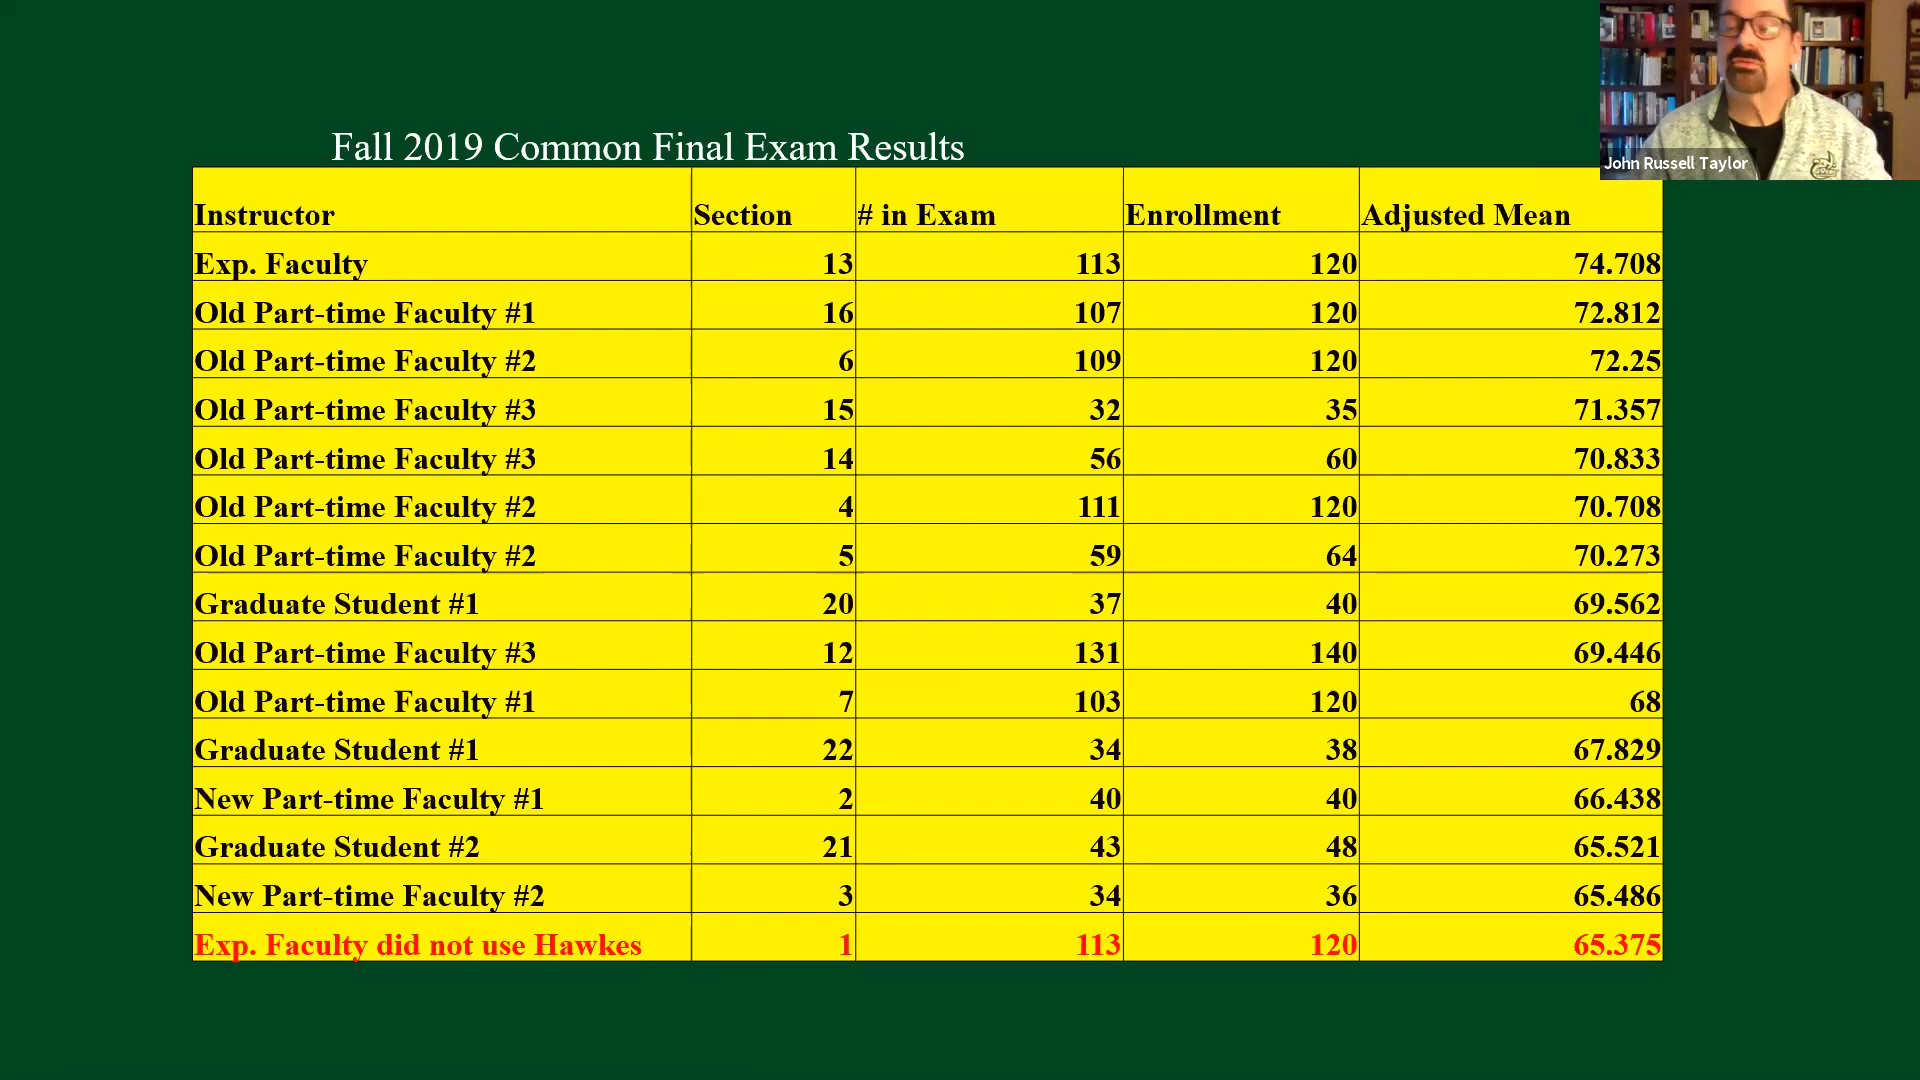 John Russell Taylor
Fall 2019 Common Final Exam Results
Instructor Section # in Exam Enrollment Adjusted Mean
Exp. Faculty 13 113 120 74.708
Old Part-time Faculty #1 16 107 120 72.812
Old Part-time Faculty #2 6 109 120 72.25
Old Part-time Faculty #3 15 32 35 71.357
Old Part-time Faculty #3 14 56 60 70.833
Old Part-time Faculty #2 4 111 120 70.708
Old Part-time Faculty #2 5 59 64 70.273
Graduate Student #1 20 37 40 69.562
Old Part-time Faculty #3 12 131 140 69.446
Old Part-time Faculty #1 7 103 120 68
Graduate Student #1 22 34 38 67.829
New Part-time Faculty #1 2 40 40 66.438
Graduate Student #2 21 43 48 65.521
New Part-time Faculty #2 3 34 36 65.486
Exp. Faculty did not use Hawkes 1 113 120 65.375